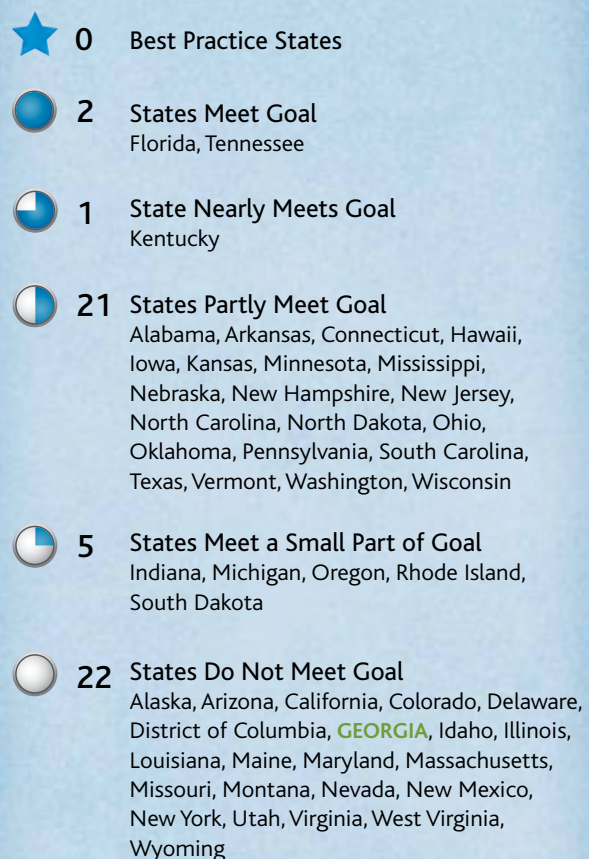 0 Best Practice States
2 States Meet Goal
Florida, Tennessee
1 State Nearly Meets Goal
Kentucky
21 States Partly Meet Goal
Alabama, Arkansas, Connecticut, Hawaii,
Iowa, Kansas, Minnesota, Mississippi,
Nebraska, New Hampshire, New Jersey,
North Carolina, North Dakota, Ohio,
Oklahoma, Pennsylvania, South Carolina,
Texas, Vermont, Washington, Wisconsin
5 States Meet a Small Part of Goal
Indiana, Michigan, Oregon, Rhode Island,
South Dakota
22 States Do Not Meet Goal
Alaska, Arizona, California, Colorado, Delaware,
District of Columbia, GEORGIA, Idaho, Illinois,
Louisiana, Maine, Maryland, Massachusetts,
Missouri, Montana, Nevada, New Mexico,
New York, Utah, Virginia, West Virginia,
Wyoming